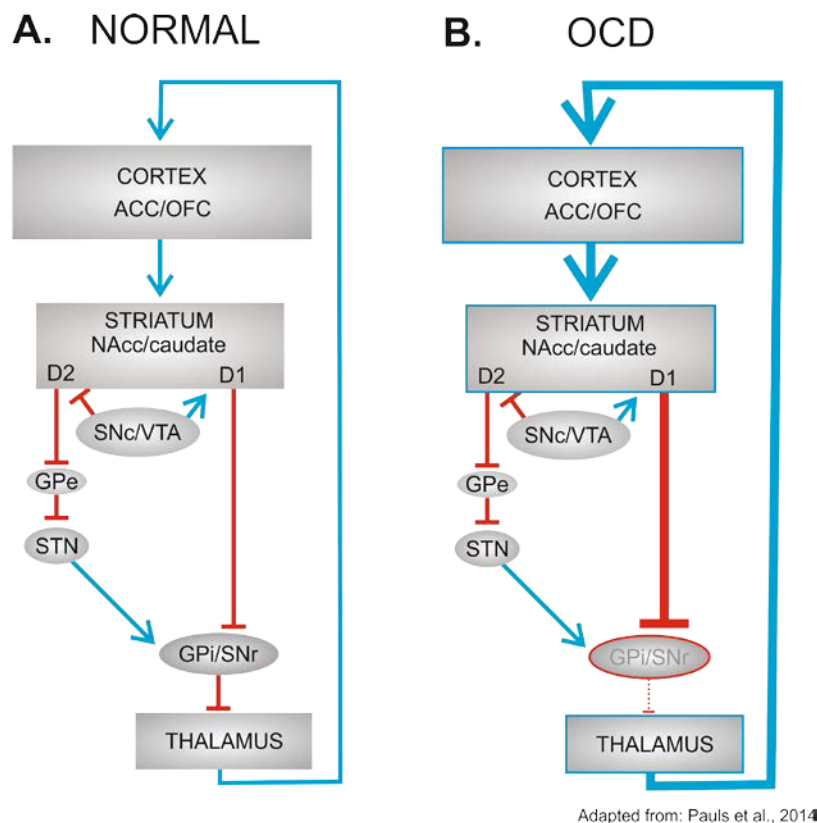 A. NORMAL
CORTEX
ACC/OFC
STRIATUM
NAcc/caudate
D2
D1
SNc/VTA
GPe
STN
GPi/SNr
THALAMUS
B. OCD
CORTEX
ACC/OFC
STRIATUM
NAcc/caudate
D2
D1
SNc/VTA
GPe
STN
GPi/SNr
THALAMUS
Adapted from: Pauls et al., 2014